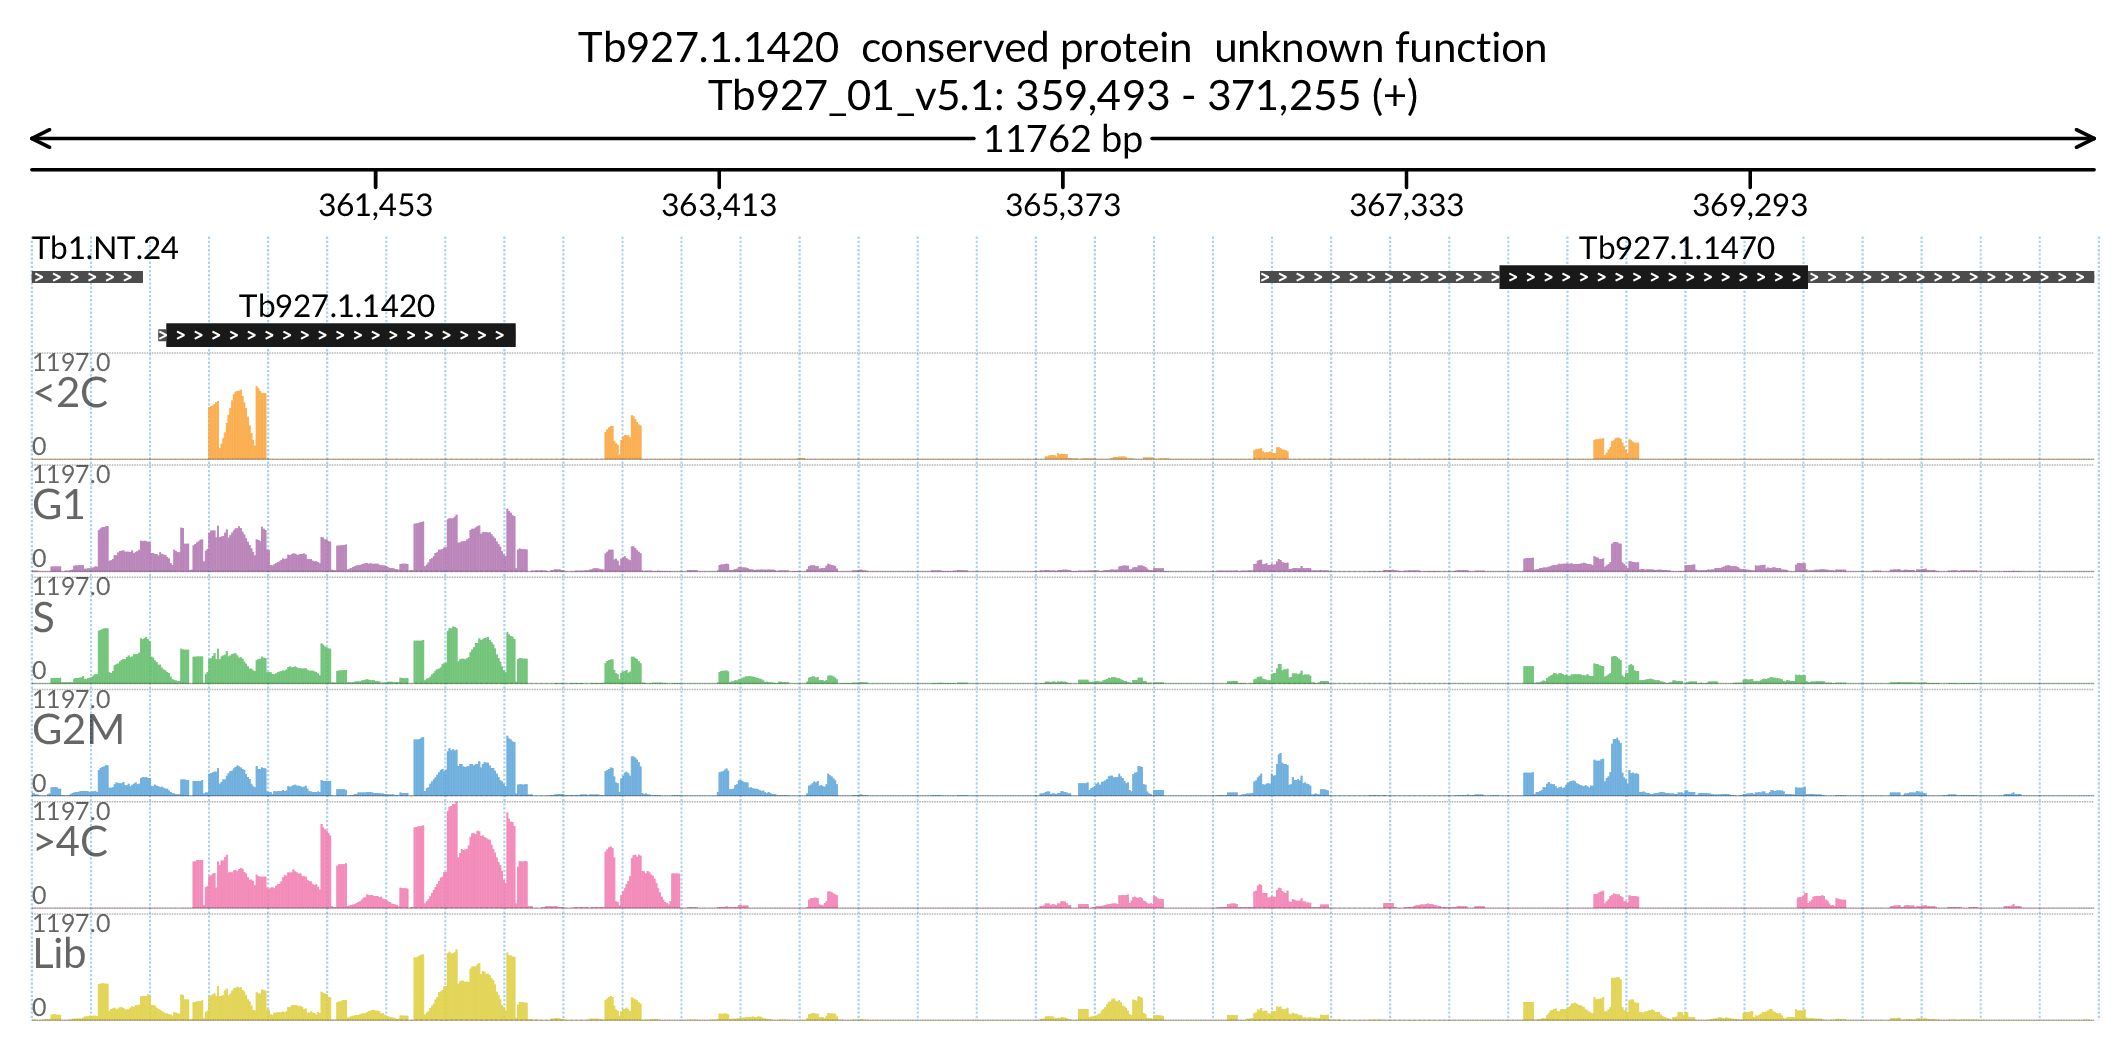 Tb927.1.1420  conserved protein  unknown function
Tb927_01_v5.1: 359,493 - 371,255 (+)
11762 bp
361,453 363,413 365,373 367,333 369,293
Tb1.NT.24 Tb927.1.1470
Tb927.1.1420
1197.0
<2C
0
1197.0
G1
0
1197.0
S
0
1197.0
G2M
0
1197.0
>4C
0
1197.0
Lib
0